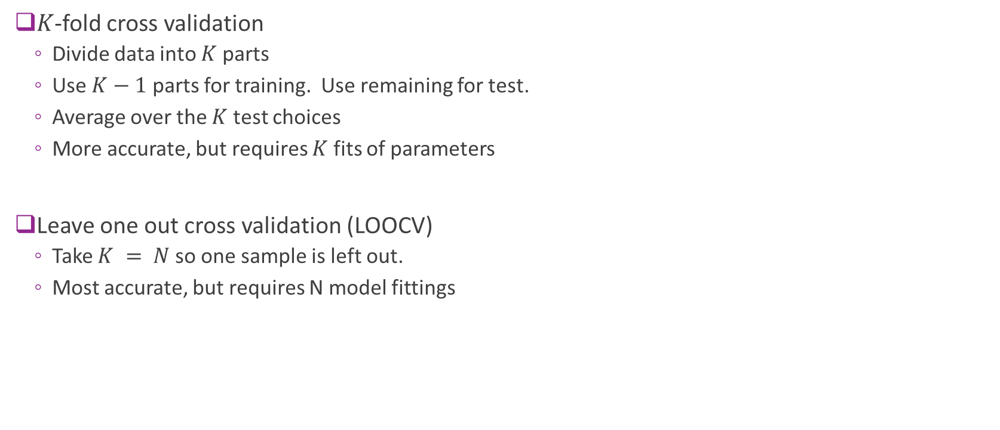 ❑K-fold cross validation
◦ Divide data into K parts
◦ Use K − 1 parts for training.  Use remaining for test.
◦ Average over the K test choices
◦ More accurate, but requires K fits of parameters
❑Leave one out cross validation (LOOCV)
◦ Take K = N so one sample is left out.
◦ Most accurate, but requires N model fittings